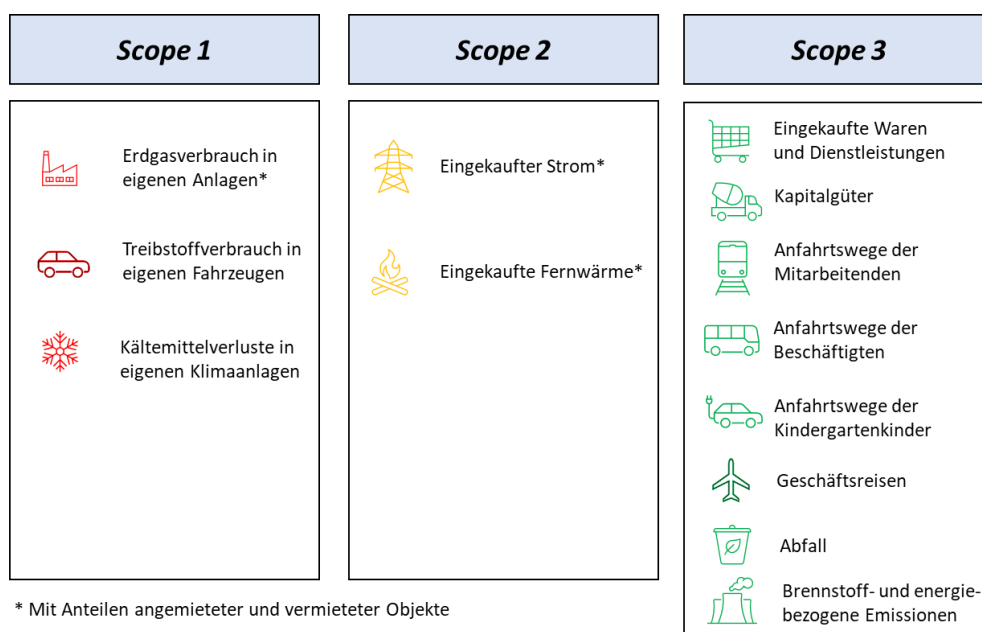 Scope 1
Erdgasverbrauch in
eigenen Anlagen*
Treibstoffverbrauch in
eigenen Fahrzeugen
Kältemittelverluste in
eigenen Klimaanlagen
Scope 2
Eingekaufter Strom*
Eingekaufte Fernwärme*
Scope 3
Eingekaufte Waren
und Dienstleistungen
Kapitalgüter
Anfahrtswege der
Mitarbeitenden
Anfahrtswege der
Beschäftigten
Anfahrtswege der
Kindergartenkinder
Geschäftsreisen
Abfall
Brennstoff- und energie-
bezogene Emissionen
* Mit Anteilen angemieteter und vermieteter Objekte